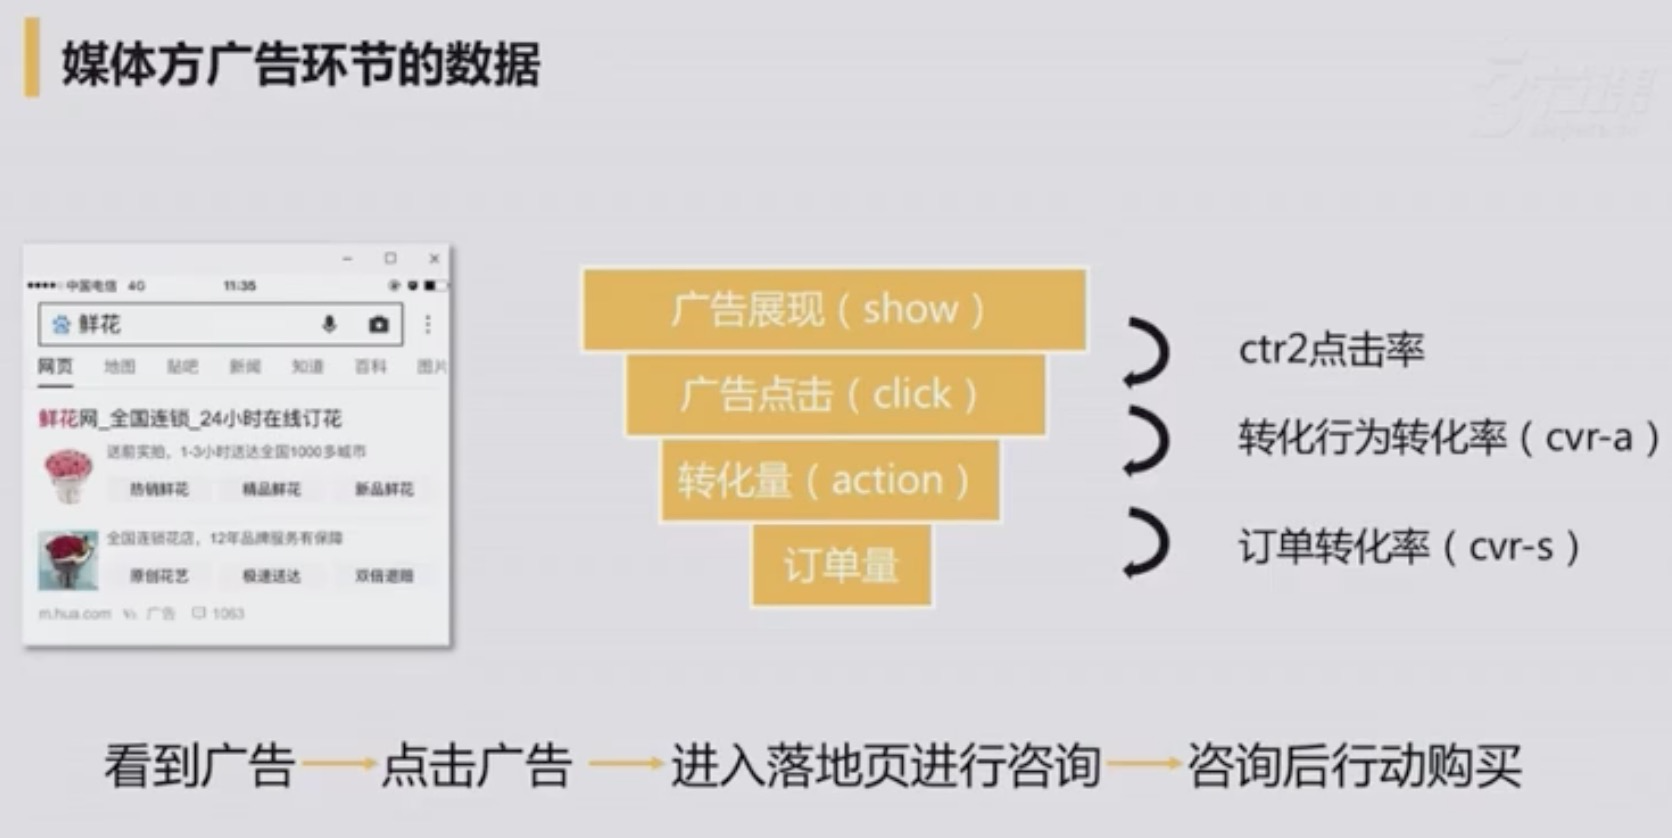 媒体方广告环节的数据
中国电信 4G 11:35
鲜花
网页 地图 贴吧 新闻 知道 百科 图片
鲜花网_全国连锁_24小时在线订花
送前实拍，1-3小时送达全国1000多城市
热销鲜花 精品鲜花 新品鲜花
全国连锁花店，12年品牌服务有保障
原创花艺 极速送达 双倍退赔
m.hua.com 广告 1063
广告展现（show）
广告点击（click）
转化量（action）
订单量
ctr2点击率
转化行为转化率（cvr-a）
订单转化率（cvr-s）
看到广告 → 点击广告 → 进入落地页进行咨询 → 咨询后行动购买